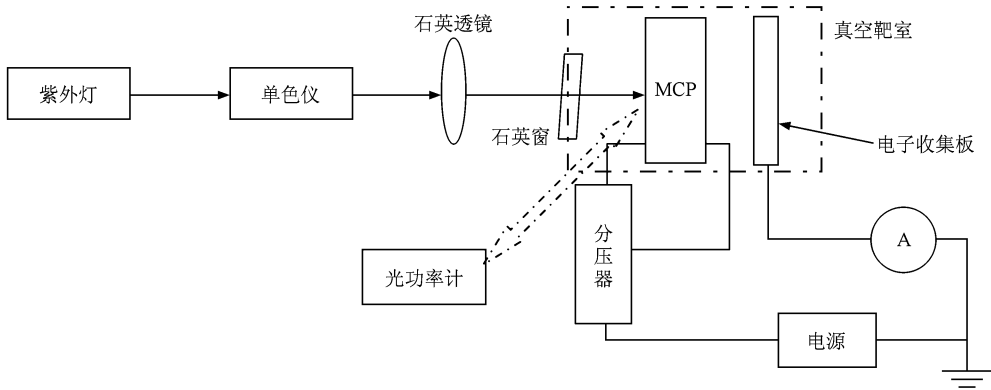 石英透镜
真空靶室
紫外灯
单色仪
MCP
石英窗
电子收集板
分压器
A
光功率计
电源